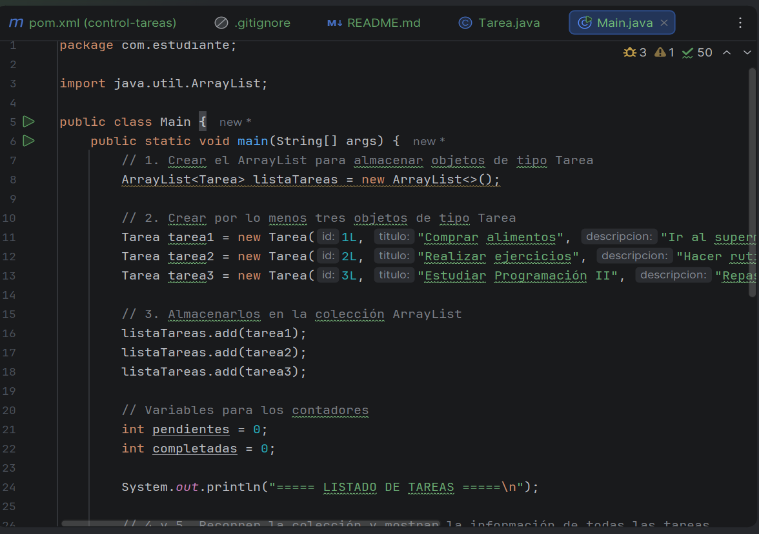 pom.xml (control-tareas) .gitignore README.md Tarea.java Main.java
3 1 50
1 package com.estudiante;
2
3 import java.util.ArrayList;
4
5 public class Main { new *
6 public static void main(String[] args) { new *
7 // 1. Crear el ArrayList para almacenar objetos de tipo Tarea
8 ArrayList<Tarea> listaTareas = new ArrayList<>();
9
10 // 2. Crear por lo menos tres objetos de tipo Tarea
11 Tarea tarea1 = new Tarea( id: 1L, titulo: "Comprar alimentos", descripcion: "Ir al
12 Tarea tarea2 = new Tarea( id: 2L, titulo: "Realizar ejercicios", descripcion: "Hacer
13 Tarea tarea3 = new Tarea( id: 3L, titulo: "Estudiar Programación II", descripcion:
14
15 // 3. Almacenarlos en la colección ArrayList
16 listaTareas.add(tarea1);
17 listaTareas.add(tarea2);
18 listaTareas.add(tarea3);
19
20 // Variables para los contadores
21 int pendientes = 0;
22 int completadas = 0;
23
24 System.out.println("===== LISTADO DE TAREAS =====\n");
25
26 // 4 y 5. Recorrer la colección y mostrar la información de todas las tareas